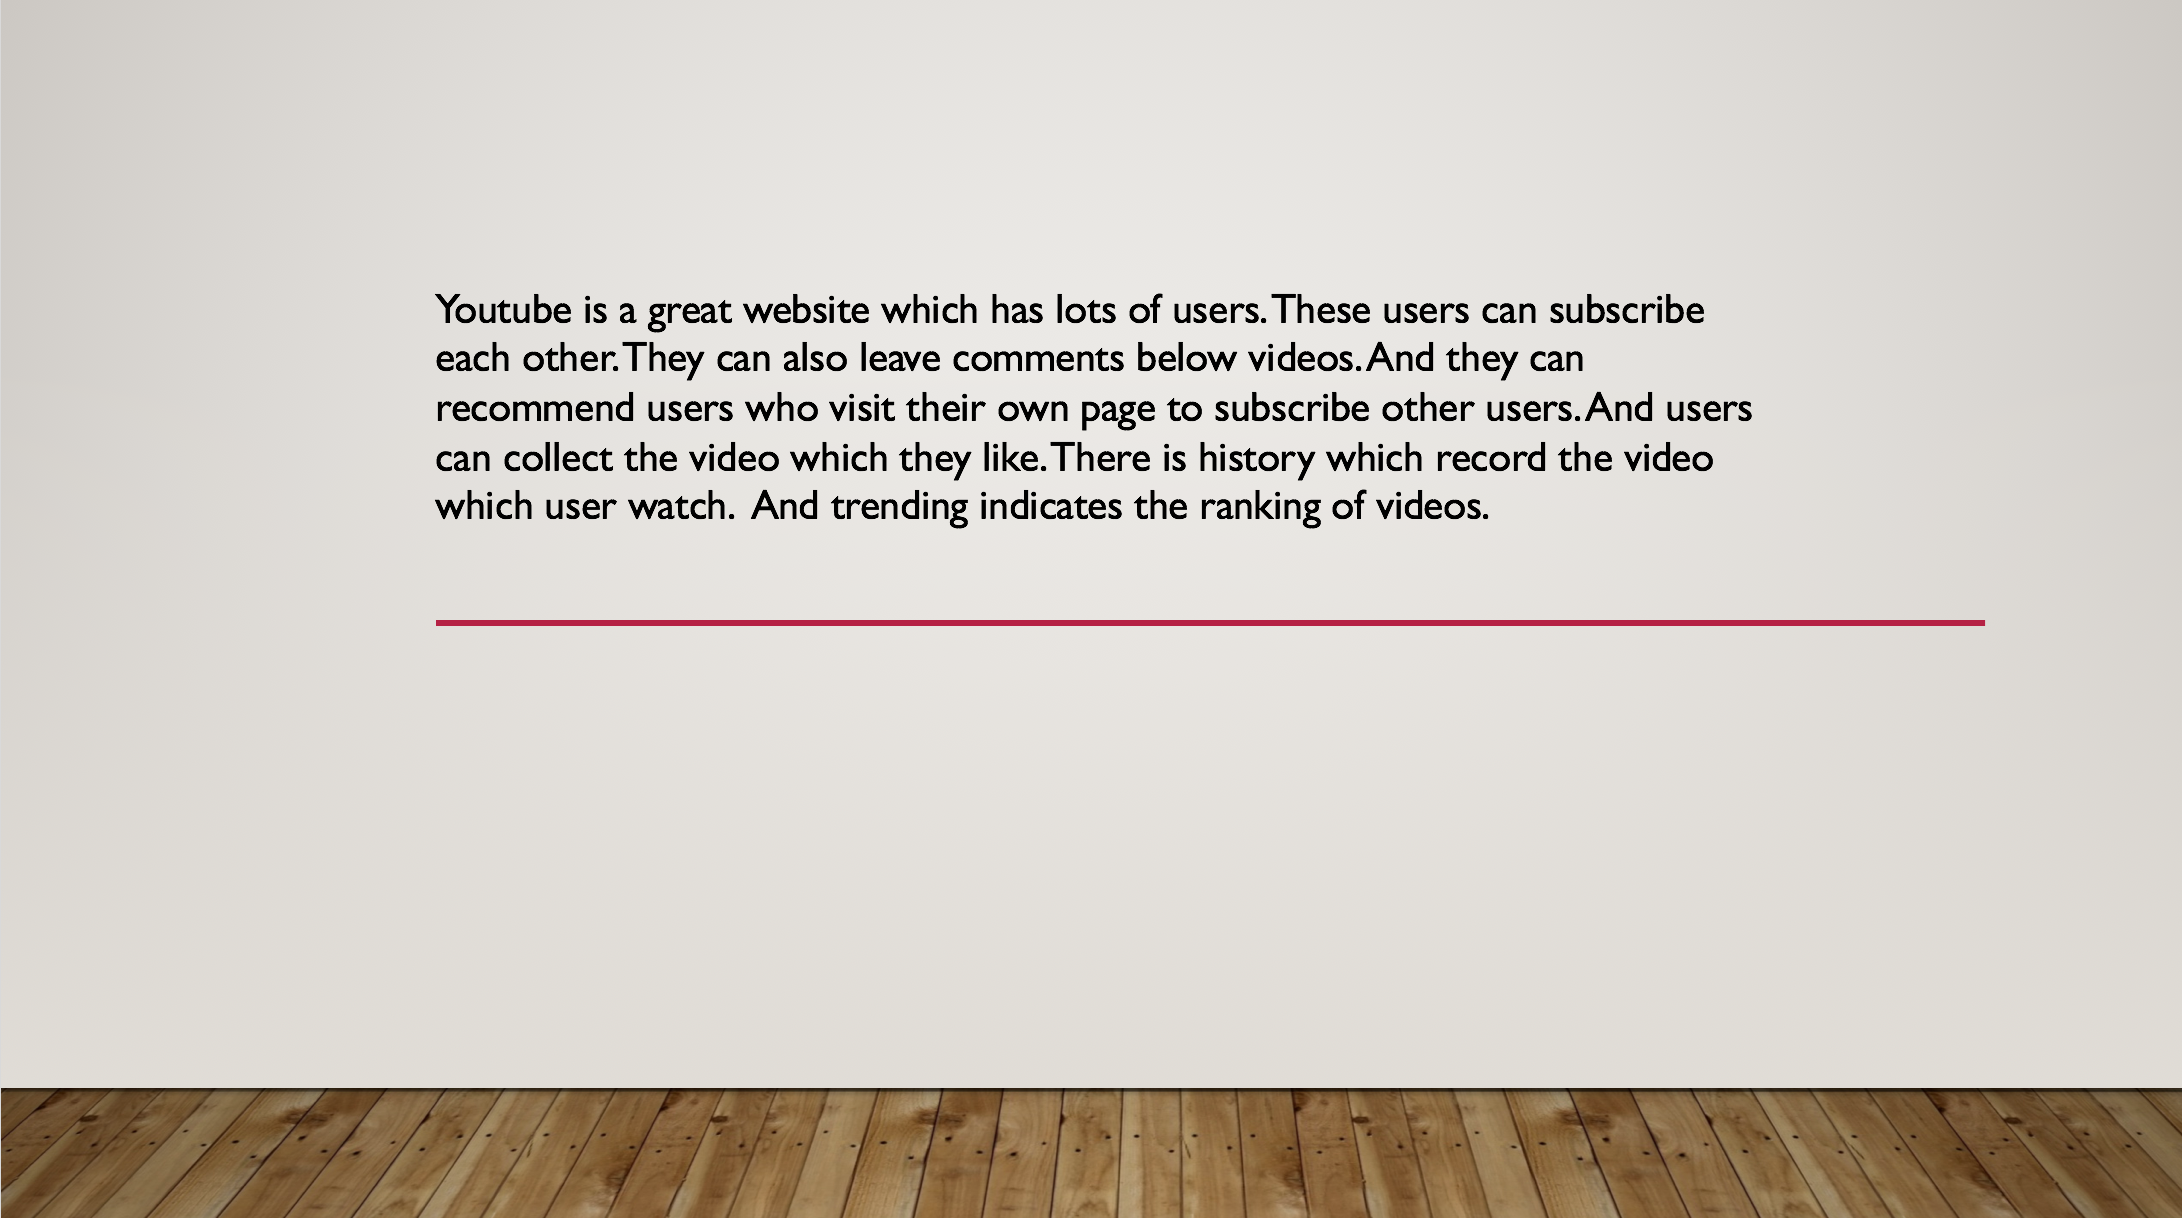 Youtube is a great website which has lots of users. These users can subscribe
each other. They can also leave comments below videos. And they can
recommend users who visit their own page to subscribe other users. And users
can collect the video which they like. There is history which record the video
which user watch.  And trending indicates the ranking of videos.